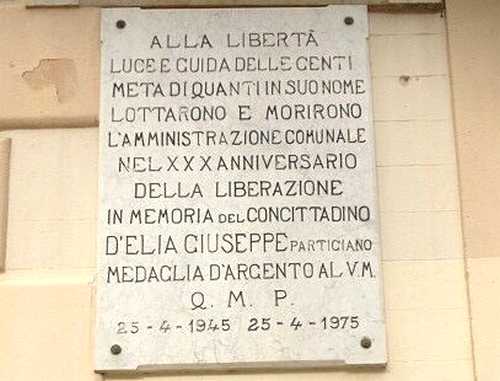 ALLA LIBERTÀ
LUCE E GUIDA DELLE GENTI
META DI QUANTI IN SUO NOME
LOTTARONO E MORIRONO
L'AMMINISTRAZIONE COMUNALE
NEL XXX ANNIVERSARIO
DELLA LIBERAZIONE
IN MEMORIA DEL CONCITTADINO
D'ELIA GIUSEPPE PARTIGIANO
MEDAGLIA D'ARGENTO AL V.M.
Q. M. P.
25-4-1945 25-4-1975